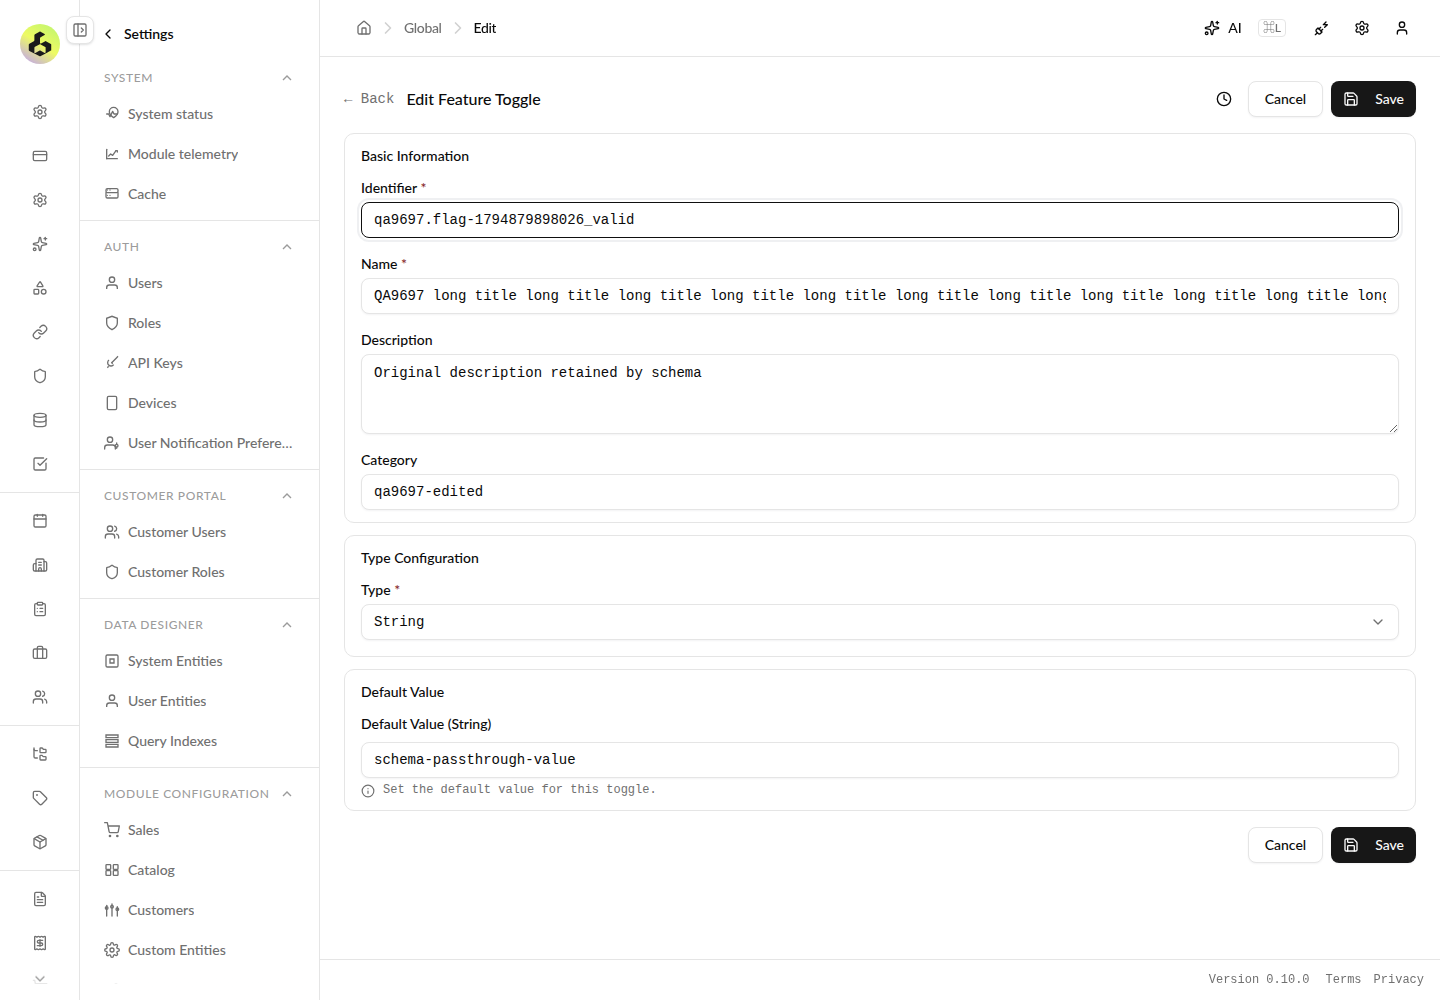 Settings
SYSTEM
System status
Module telemetry
Cache
AUTH
Users
Roles
API Keys
Devices
User Notification Prefere...
CUSTOMER PORTAL
Customer Users
Customer Roles
DATA DESIGNER
System Entities
User Entities
Query Indexes
MODULE CONFIGURATION
Sales
Catalog
Customers
Custom Entities
Global
Edit
AI
⌘L
← Back
Edit Feature Toggle
Cancel
Save
Basic Information
Identifier *
qa9697.flag-1794879898026_valid
Name *
QA9697 long title long title long title long title long title long title long title long title long title long title long
Description
Original description retained by schema
Category
qa9697-edited
Type Configuration
Type *
String
Default Value
Default Value (String)
schema-passthrough-value
Set the default value for this toggle.
Cancel
Save
Version 0.10.0
Terms
Privacy